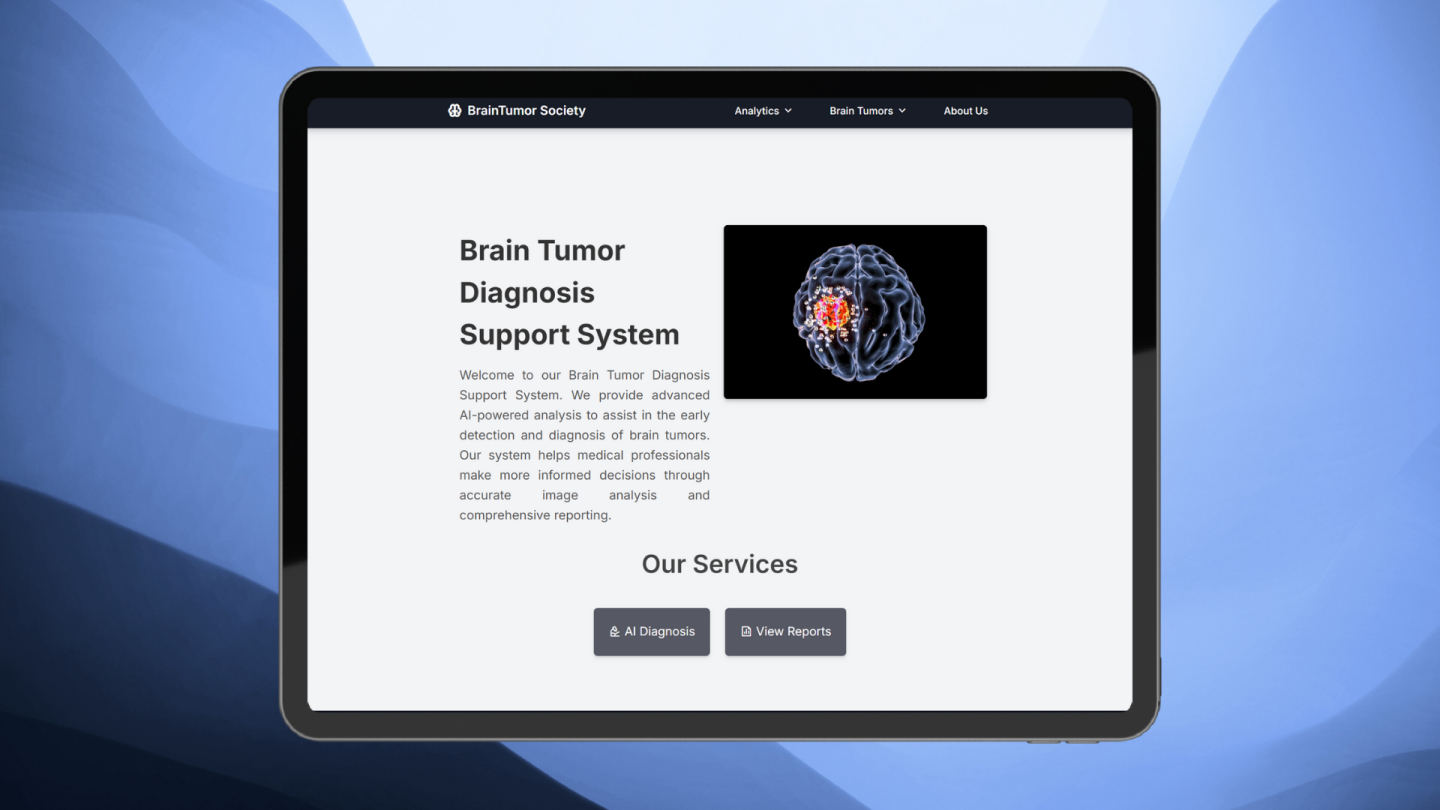 BrainTumor Society
Analytics
Brain Tumors
About Us
Brain Tumor
Diagnosis
Support System
Welcome to our Brain Tumor Diagnosis
Support System. We provide advanced
AI-powered analysis to assist in the early
detection and diagnosis of brain tumors.
Our system helps medical professionals
make more informed decisions through
accurate image analysis and
comprehensive reporting.
Our Services
AI Diagnosis
View Reports